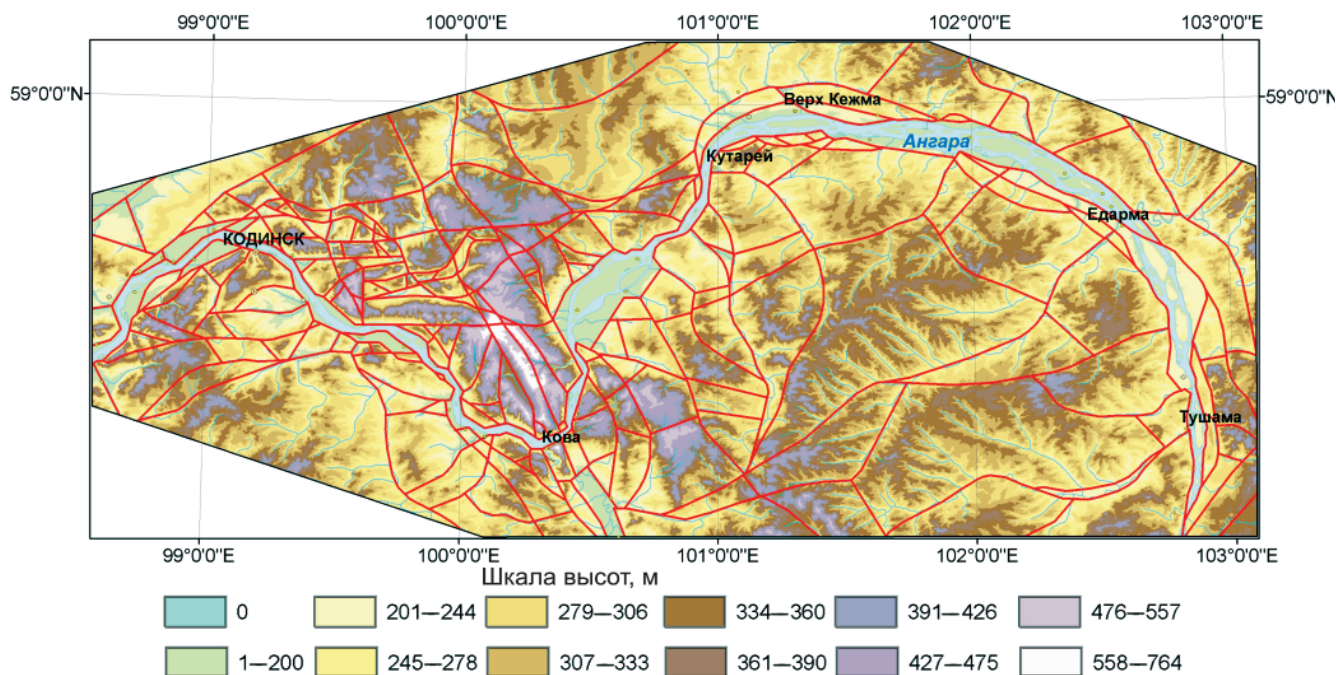 99°0'0"E 100°0'0"E 101°0'0"E 102°0'0"E 103°0'0"E
59°0'0"N 59°0'0"N
Верх Кежма
Ангара
Кутарей
Едарма
КОДИНСК
Тушама
Кова
99°0'0"E 100°0'0"E 101°0'0"E 102°0'0"E 103°0'0"E
Шкала высот, м
0 201—244 279—306 334—360 391—426 476—557
1—200 245—278 307—333 361—390 427—475 558—764